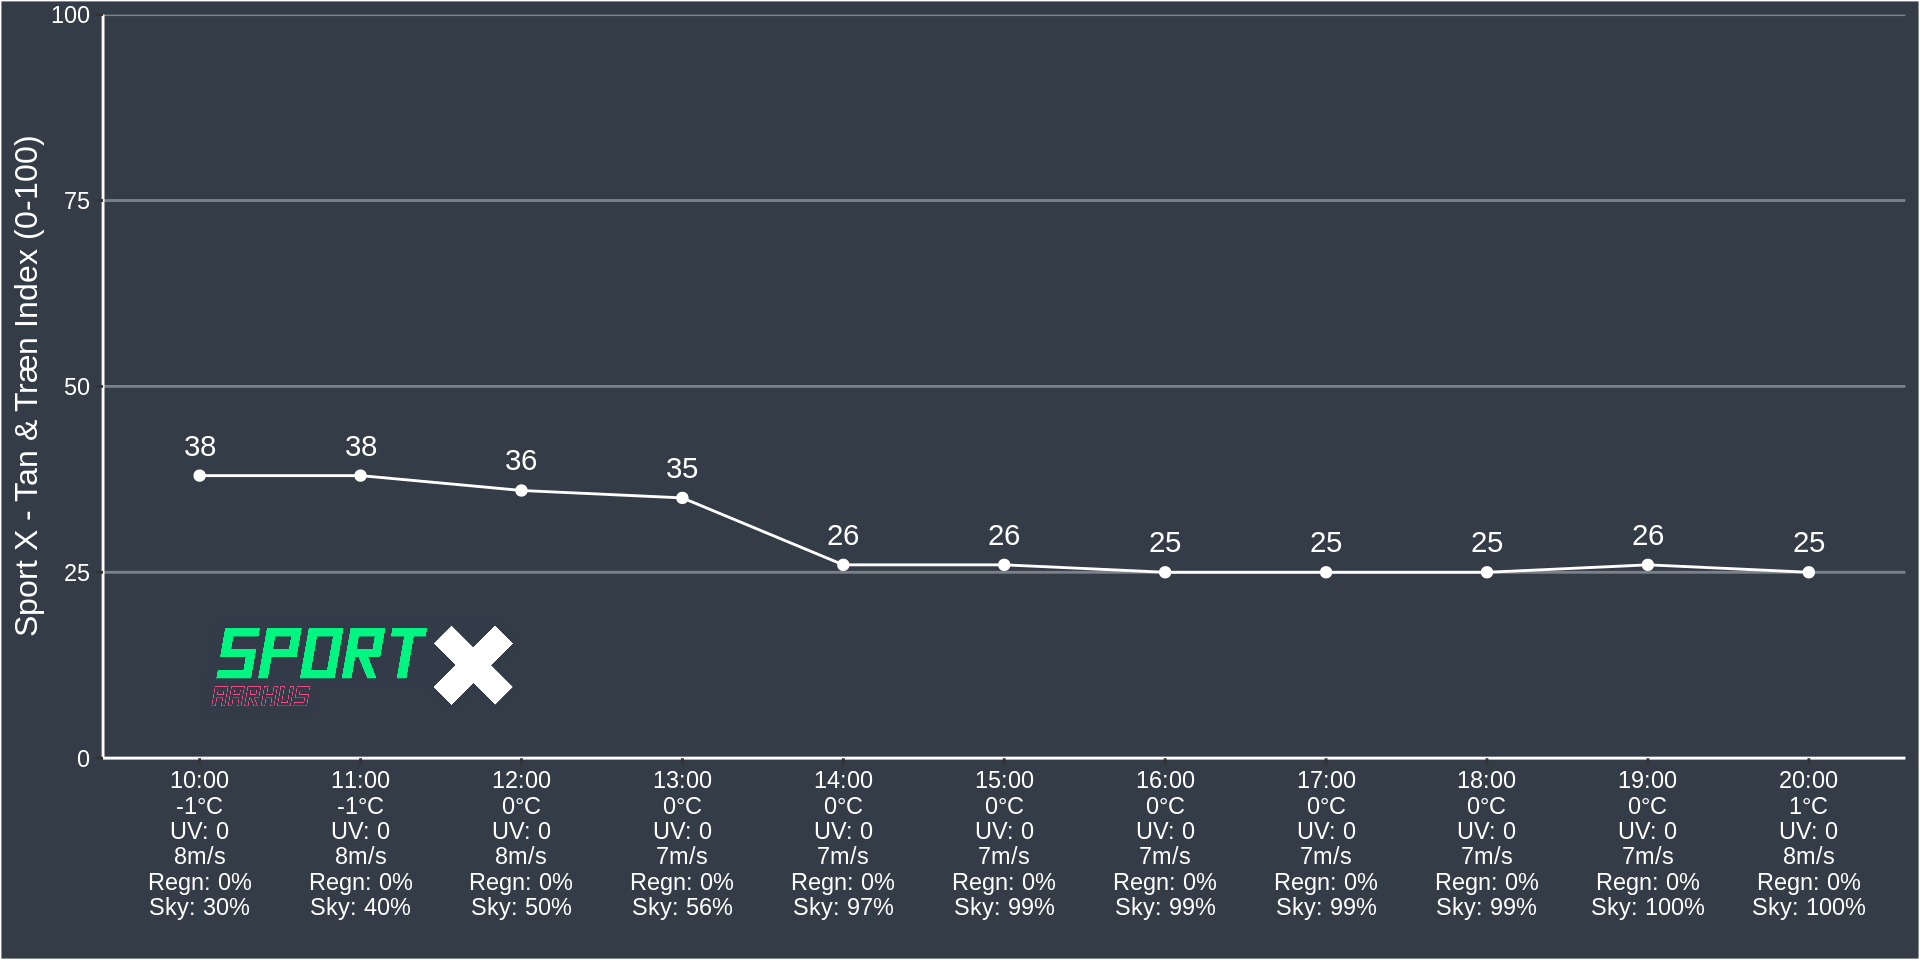 Sport X - Tan & Træn Index (0-100)
100
75
50
25
0
38
38
36
35
26
26
25
25
25
26
25
SPORT X
AARHUS
10:00
-1°C
UV: 0
8m/s
Regn: 0%
Sky: 30%
11:00
-1°C
UV: 0
8m/s
Regn: 0%
Sky: 40%
12:00
0°C
UV: 0
8m/s
Regn: 0%
Sky: 50%
13:00
0°C
UV: 0
7m/s
Regn: 0%
Sky: 56%
14:00
0°C
UV: 0
7m/s
Regn: 0%
Sky: 97%
15:00
0°C
UV: 0
7m/s
Regn: 0%
Sky: 99%
16:00
0°C
UV: 0
7m/s
Regn: 0%
Sky: 99%
17:00
0°C
UV: 0
7m/s
Regn: 0%
Sky: 99%
18:00
0°C
UV: 0
7m/s
Regn: 0%
Sky: 99%
19:00
0°C
UV: 0
7m/s
Regn: 0%
Sky: 100%
20:00
1°C
UV: 0
8m/s
Regn: 0%
Sky: 100%